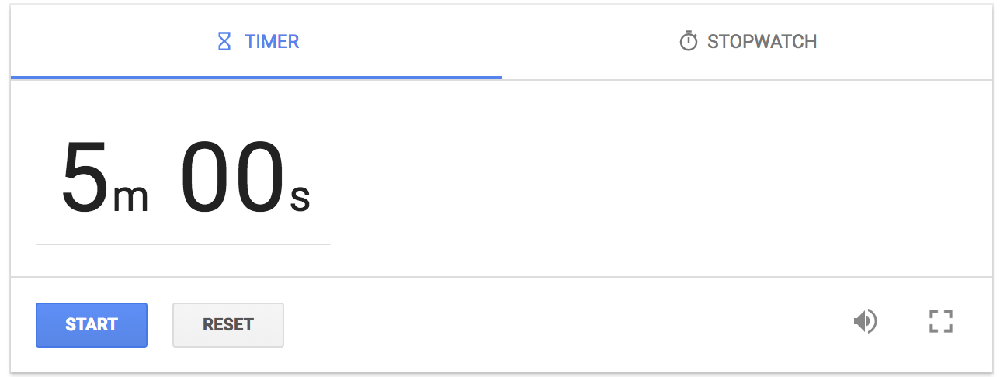 TIMER STOPWATCH
5m 00s
START RESET